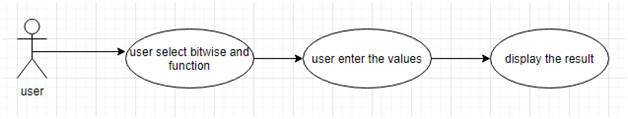 user
user select bitwise and
function
user enter the values
display the result